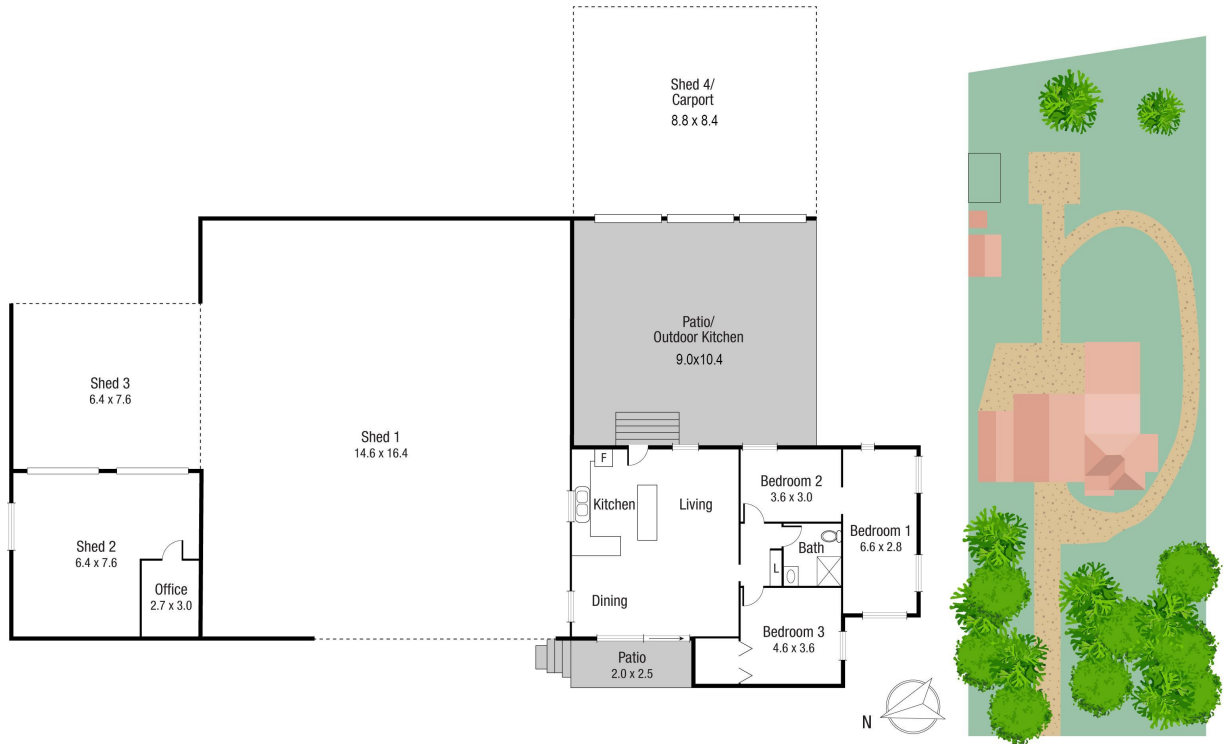 Shed 4/
Carport
8.8 x 8.4
Patio/
Outdoor Kitchen
9.0x10.4
Shed 3
6.4 x 7.6
Shed 1
14.6 x 16.4
F
Kitchen
Living
Bedroom 2
3.6 x 3.0
Bedroom 1
6.6 x 2.8
Bath
L
Shed 2
6.4 x 7.6
Office
2.7 x 3.0
Dining
Bedroom 3
4.6 x 3.6
Patio
2.0 x 2.5
N